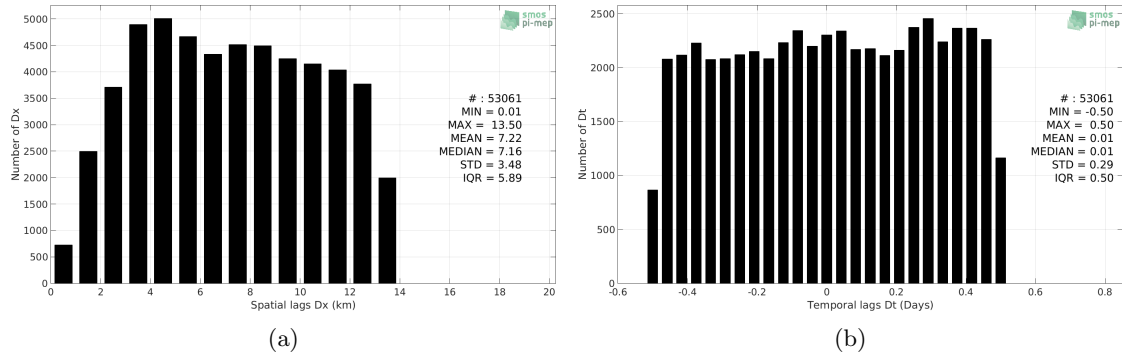 smos
pi-mep
5000
4500
4000
3500
3000
2500
2000
1500
1000
500
0
Number of Dx
# : 53061
MIN = 0.01
MAX = 13.50
MEAN = 7.22
MEDIAN = 7.16
STD = 3.48
IQR = 5.89
0 2 4 6 8 10 12 14 16 18 20
Spatial lags Dx (km)
(a)
smos
pi-mep
2500
2000
1500
1000
500
0
Number of Dt
# : 53061
MIN = -0.50
MAX = 0.50
MEAN = 0.01
MEDIAN = 0.01
STD = 0.29
IQR = 0.50
-0.6 -0.4 -0.2 0 0.2 0.4 0.6 0.8
Temporal lags Dt (Days)
(b)